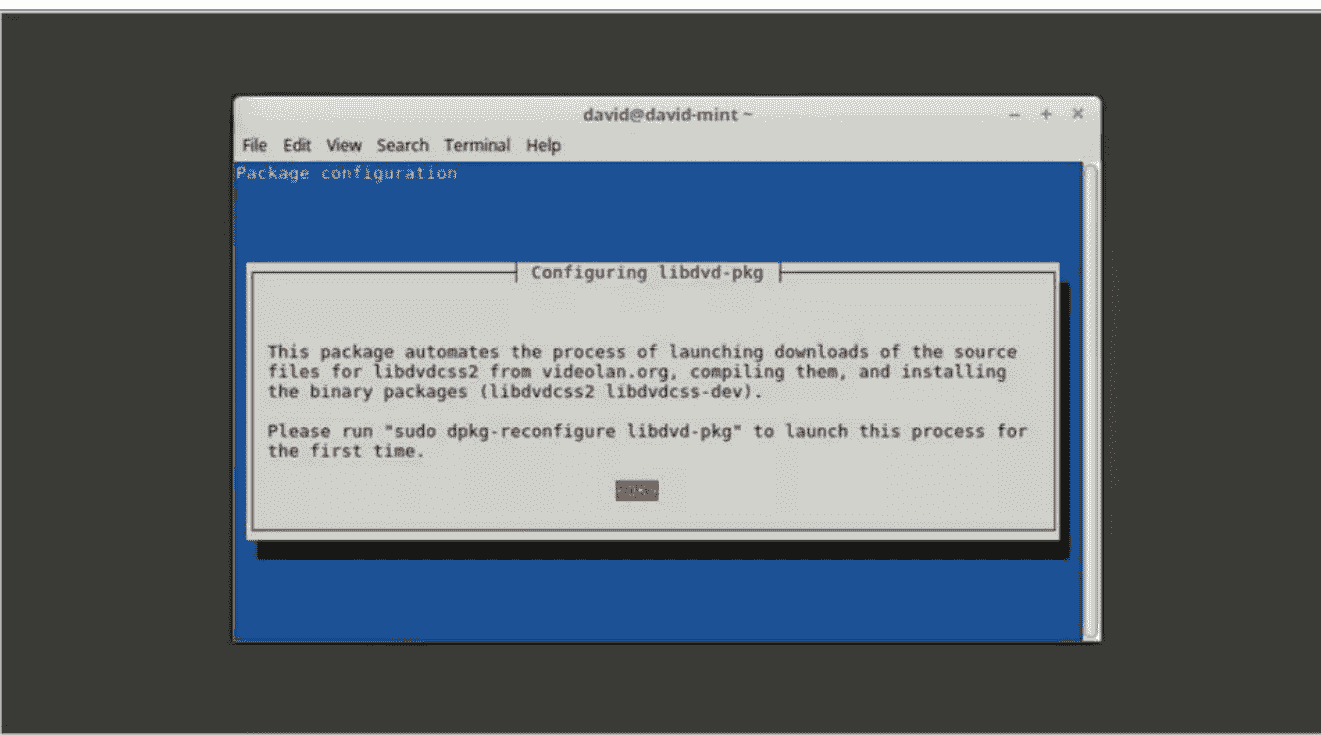 david@david-mint ~
File Edit View Search Terminal Help
Package configuration
Configuring libdvd-pkg
This package automates the process of launching downloads of the source
files for libdvdcss2 from videolan.org, compiling them, and installing
the binary packages (libdvdcss2 libdvdcss-dev).
Please run "sudo dpkg-reconfigure libdvd-pkg" to launch this process for
the first time.